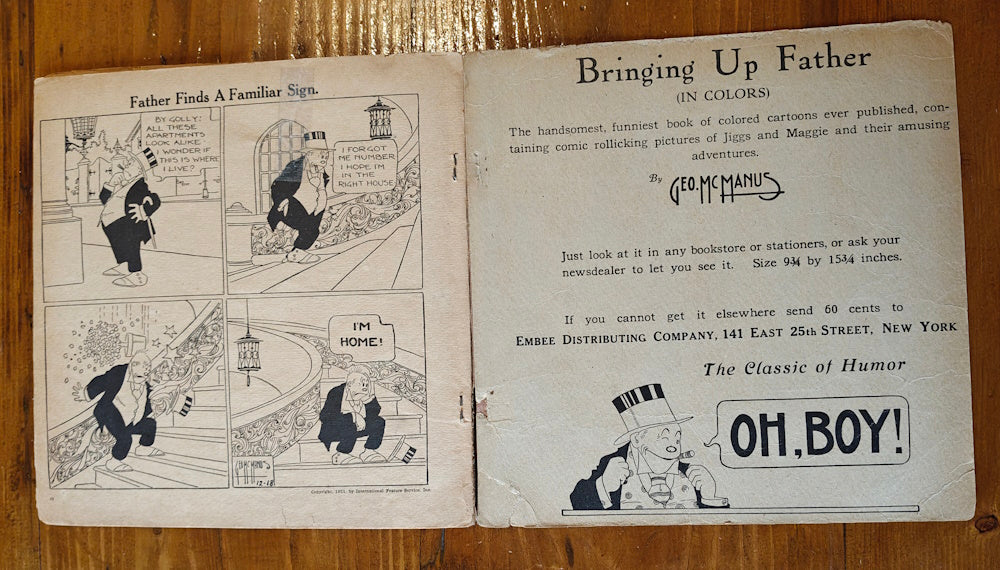 Father Finds A Familiar Sign.
BY GOLLY!
ALL THESE
APARTMENTS
LOOK ALIKE
I WONDER IF
THIS IS WHERE
I LIVE?
I FORGOT
ME NUMBER
I HOPE I'M
IN THE
RIGHT HOUSE
I'M
HOME!
GEO. McMANUS
12-18
Copyright, 1921, by International Feature Service, Inc.
Bringing Up Father
(IN COLORS)
The handsomest, funniest book of colored cartoons ever published, con-
taining comic rollicking pictures of Jiggs and Maggie and their amusing
adventures.
By GEO. McMANUS
Just look at it in any bookstore or stationers, or ask your
newsdealer to let you see it. Size 9¾ by 15¾ inches.
If you cannot get it elsewhere send 60 cents to
EMBEE DISTRIBUTING COMPANY, 141 EAST 25th STREET, NEW YORK
The Classic of Humor
OH, BOY!